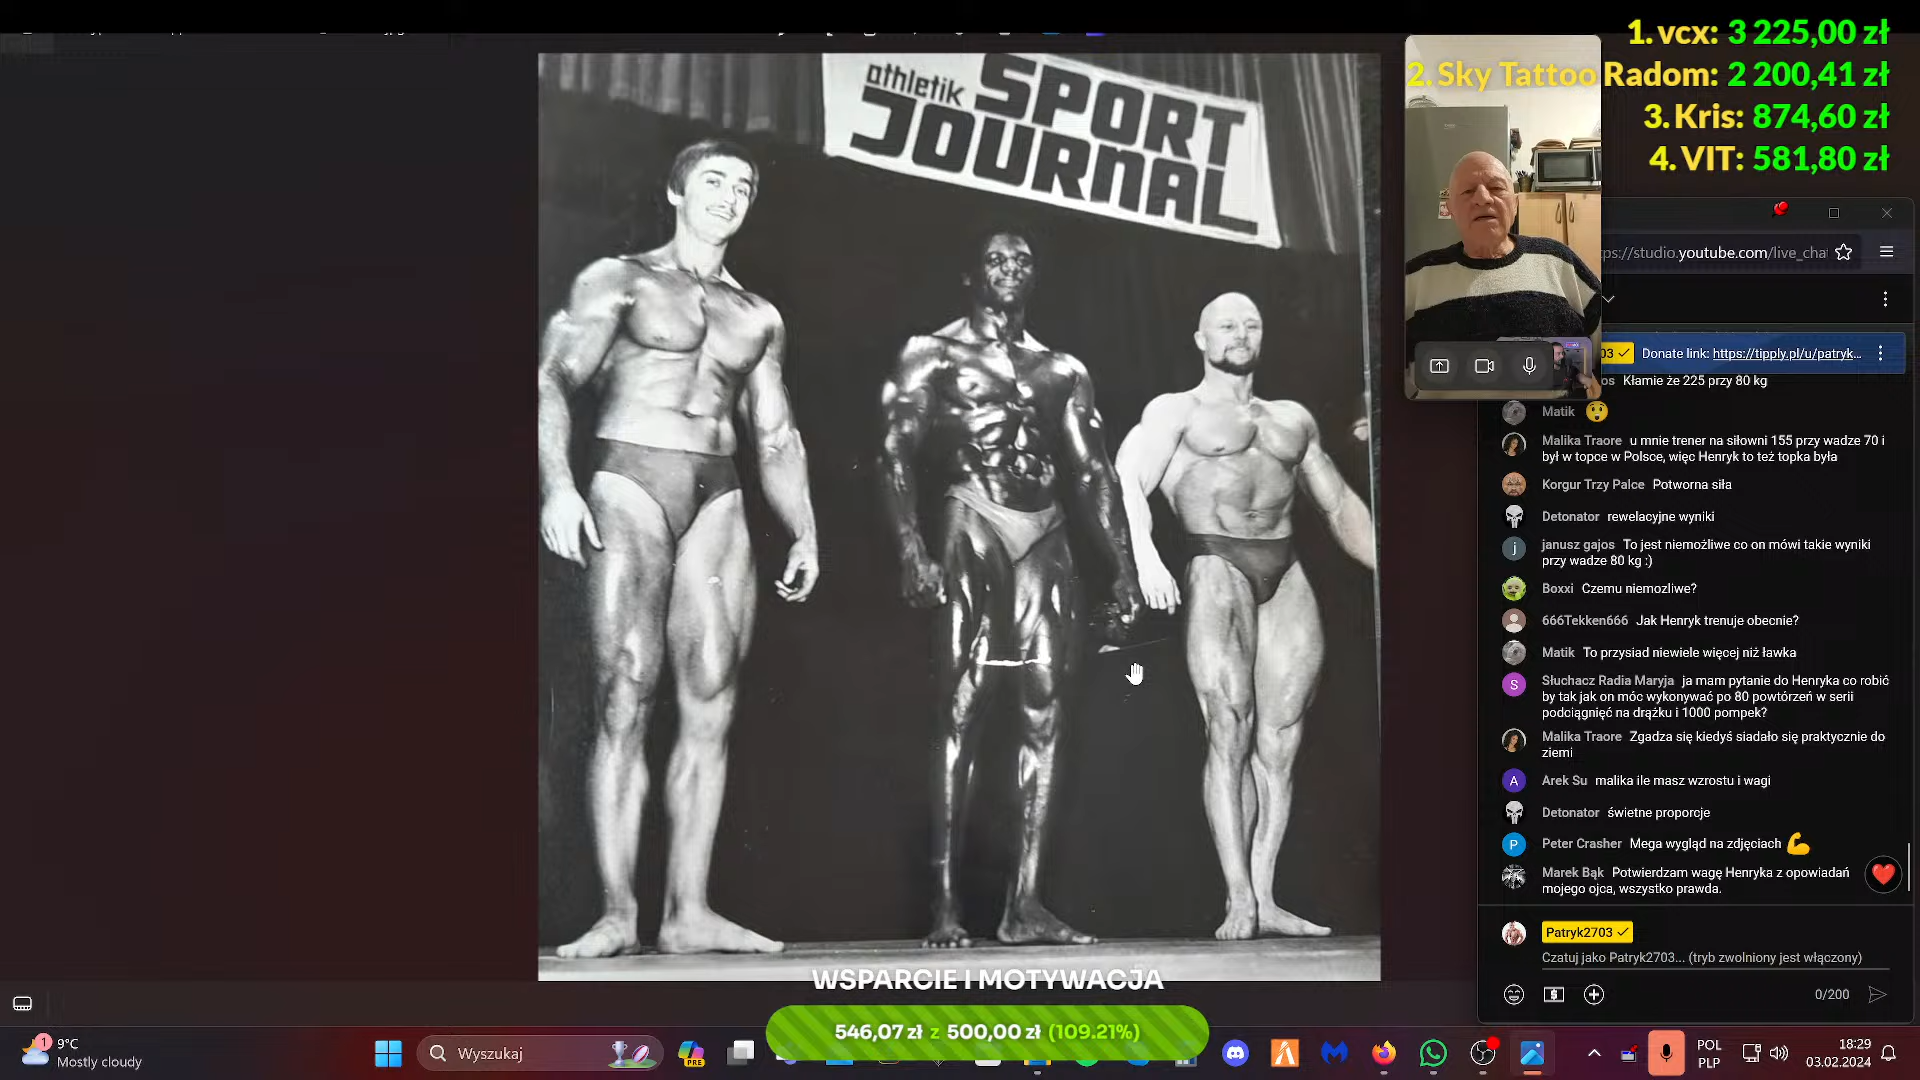 athletik SPORT
JOURNAL
1. vcx: 3 225,00 zł
2. Sky Tattoo Radom: 2 200,41 zł
3. Kris: 874,60 zł
4. VIT: 581,80 zł
studio.youtube.com/live_cha
03 Donate link: https://tipply.pl/u/patryk...
Kłamie że 225 przy 80 kg
Matik
Malika Traore u mnie trener na siłowni 155 przy wadze 70 i
był w topce w Polsce, więc Henryk to też topka była
Korgur Trzy Palce Potworna siła
Detonator rewelacyjne wyniki
j janusz gajos To jest niemożliwe co on mówi takie wyniki
przy wadze 80 kg :)
Boxxi Czemu niemozliwe?
666Tekken666 Jak Henryk trenuje obecnie?
Matik To przysiad niewiele więcej niż ławka
S Słuchacz Radia Maryja ja mam pytanie do Henryka co robić
by tak jak on móc wykonywać po 80 powtórzeń w serii
podciągnięć na drążku i 1000 pompek?
Malika Traore Zgadza się kiedyś siadało się praktycznie do
ziemi
A Arek Su malika ile masz wzrostu i wagi
Detonator świetne proporcje
P Peter Crasher Mega wygląd na zdjęciach
Marek Bąk Potwierdzam wagę Henryka z opowiadań
mojego ojca, wszystko prawda.
Patryk2703
Czatuj jako Patryk2703... (tryb zwolniony jest włączony)
0/200
WSPARCIE I MOTYWACJA
546,07 zł z 500,00 zł (109.21%)
1
9°C
Mostly cloudy
Wyszukaj
PRE
POL
PLP
18:29
03.02.2024